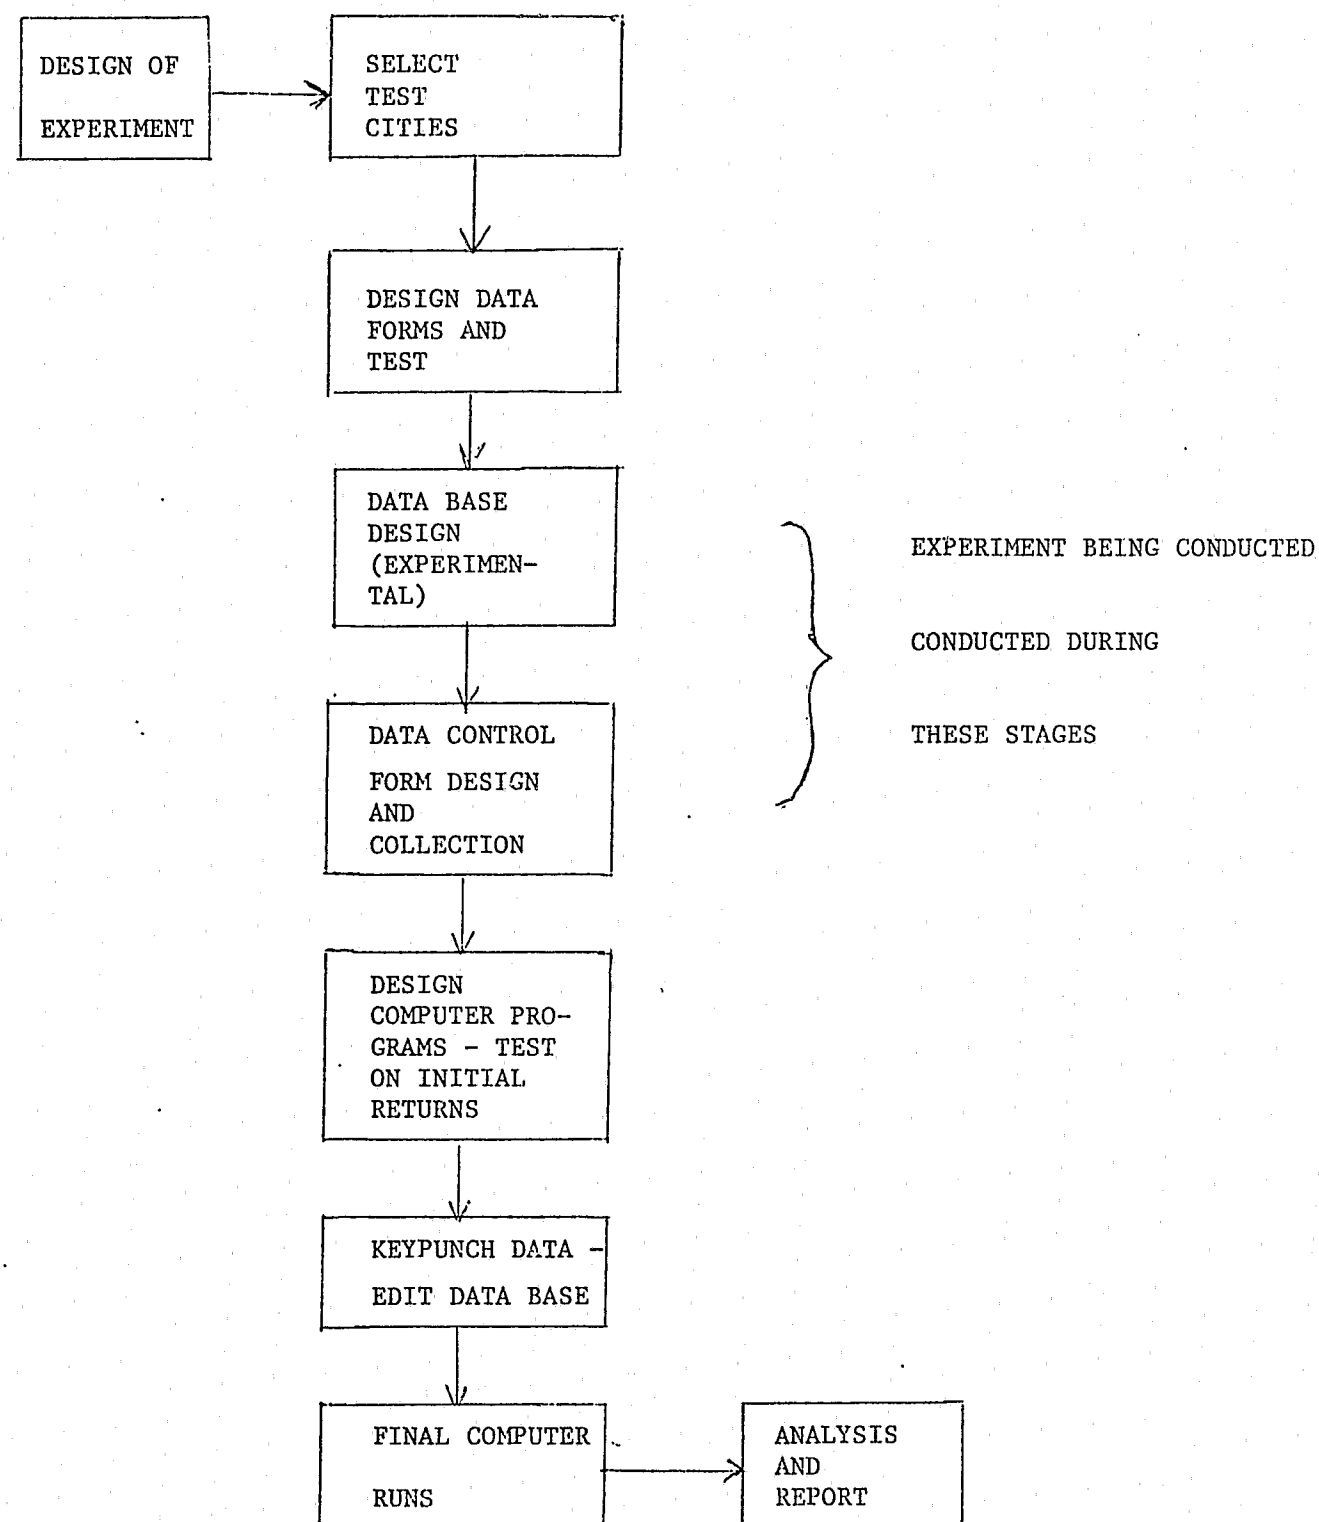 DESIGN OF
EXPERIMENT
SELECT
TEST
CITIES
DESIGN DATA
FORMS AND
TEST
DATA BASE
DESIGN
(EXPERIMEN-
TAL)
EXPERIMENT BEING CONDUCTED
CONDUCTED DURING
THESE STAGES
DATA CONTROL
FORM DESIGN
AND
COLLECTION
DESIGN
COMPUTER PRO-
GRAMS - TEST
ON INITIAL
RETURNS
KEYPUNCH DATA -
EDIT DATA BASE
FINAL COMPUTER
RUNS
ANALYSIS
AND
REPORT